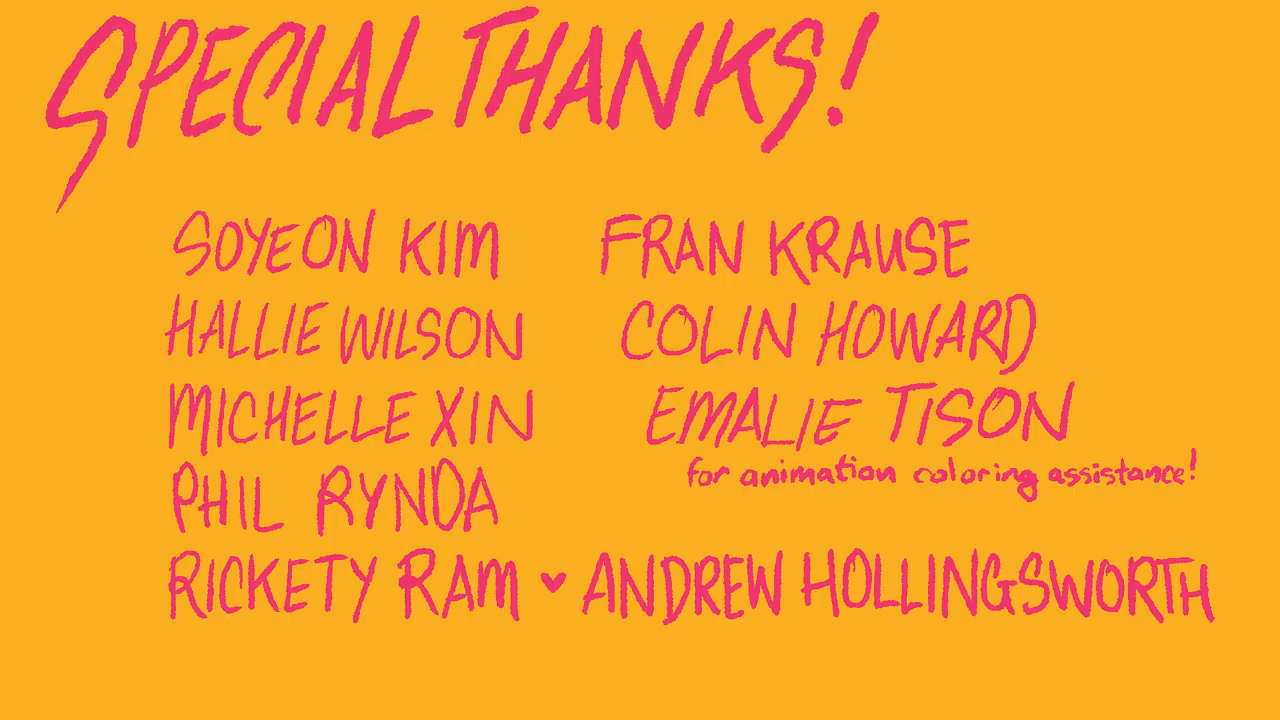 SPECIAL THANKS!
SOYEON KIM
FRAN KRAUSE
HALLIE WILSON
COLIN HOWARD
MICHELLE XIN
EMALIE TISON
for animation coloring assistance!
PHIL RYNDA
RICKETY RAM ♥ ANDREW HOLLINGSWORTH